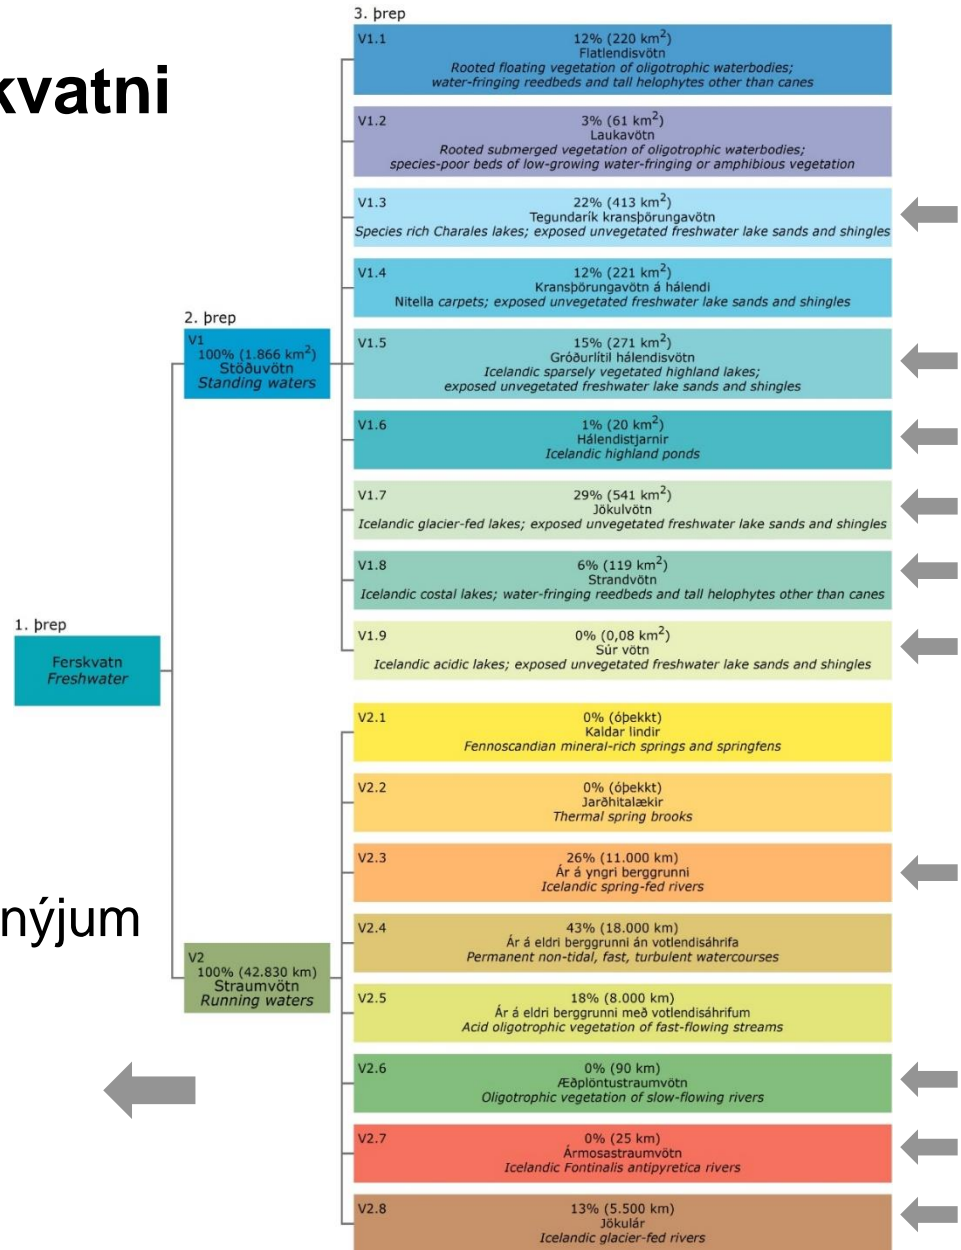 kvatni
nýjum
1. þrep
Ferskvatn
Freshwater
2. þrep
V1
100% (1.866 km²)
Stöðuvötn
Standing waters
V2
100% (42.830 km)
Straumvötn
Running waters
3. þrep
V1.1
12% (220 km²)
Flatlendisvötn
Rooted floating vegetation of oligotrophic waterbodies;
water-fringing reedbeds and tall helophytes other than canes
V1.2
3% (61 km²)
Laukavötn
Rooted submerged vegetation of oligotrophic waterbodies;
species-poor beds of low-growing water-fringing or amphibious vegetation
V1.3
22% (413 km²)
Tegundarík kransþörungavötn
Species rich Charales lakes; exposed unvegetated freshwater lake sands and shingles
V1.4
12% (221 km²)
Kransþörungavötn á hálendi
Nitella carpets; exposed unvegetated freshwater lake sands and shingles
V1.5
15% (271 km²)
Gróðurlítil hálendisvötn
Icelandic sparsely vegetated highland lakes;
exposed unvegetated freshwater lake sands and shingles
V1.6
1% (20 km²)
Hálendistjarnir
Icelandic highland ponds
V1.7
29% (541 km²)
Jökulvötn
Icelandic glacier-fed lakes; exposed unvegetated freshwater lake sands and shingles
V1.8
6% (119 km²)
Strandvötn
Icelandic costal lakes; water-fringing reedbeds and tall helophytes other than canes
V1.9
0% (0,08 km²)
Súr vötn
Icelandic acidic lakes; exposed unvegetated freshwater lake sands and shingles
V2.1
0% (óþekkt)
Kaldar lindir
Fennoscandian mineral-rich springs and springfens
V2.2
0% (óþekkt)
Jarðhitalækir
Thermal spring brooks
V2.3
26% (11.000 km)
Ár á yngri berggrunni
Icelandic spring-fed rivers
V2.4
43% (18.000 km)
Ár á eldri berggrunni án votlendisáhrifa
Permanent non-tidal, fast, turbulent watercourses
V2.5
18% (8.000 km)
Ár á eldri berggrunni með votlendisáhrifum
Acid oligotrophic vegetation of fast-flowing streams
V2.6
0% (90 km)
Æðplöntustraumvötn
Oligotrophic vegetation of slow-flowing rivers
V2.7
0% (25 km)
Ármosastraumvötn
Icelandic Fontinalis antipyretica rivers
V2.8
13% (5.500 km)
Jökulár
Icelandic glacier-fed rivers